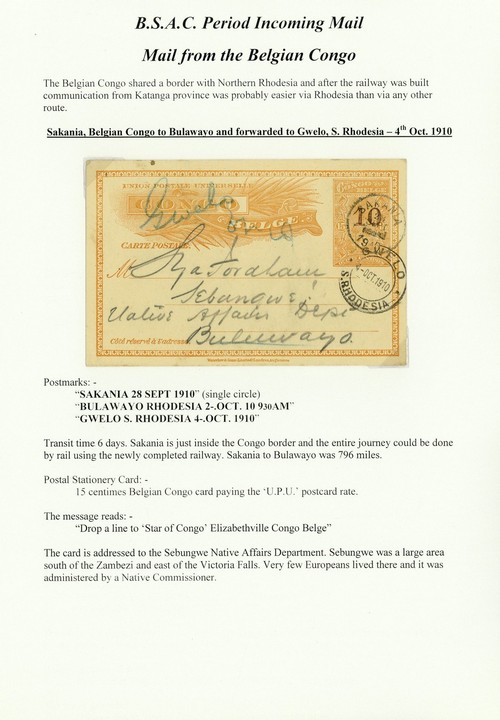 B.S.A.C. Period Incoming Mail
Mail from the Belgian Congo
The Belgian Congo shared a border with Northern Rhodesia and after the railway was built
communication from Katanga province was probably easier via Rhodesia than via any other
route.
Sakania, Belgian Congo to Bulawayo and forwarded to Gwelo, S. Rhodesia – 4th Oct. 1910
UNION POSTALE UNIVERSELLE
CONGO
BELGE
CARTE POSTALE
Gwelo
SAKANIA
10
GWELO
4-OCT.1910
S.RHODESIA
M
Sebangwe
Native Affairs Dept
Buluwayo.
Côté réservé à l'adresse
Postmarks: -
"SAKANIA 28 SEPT 1910" (single circle)
"BULAWAYO RHODESIA 2-.OCT. 10 930AM"
"GWELO S. RHODESIA 4-.OCT. 1910"
Transit time 6 days. Sakania is just inside the Congo border and the entire journey could be done
by rail using the newly completed railway. Sakania to Bulawayo was 796 miles.
Postal Stationery Card: -
15 centimes Belgian Congo card paying the 'U.P.U.' postcard rate.
The message reads: -
"Drop a line to 'Star of Congo' Elizabethville Congo Belge"
The card is addressed to the Sebungwe Native Affairs Department. Sebungwe was a large area
south of the Zambezi and east of the Victoria Falls. Very few Europeans lived there and it was
administered by a Native Commissioner.